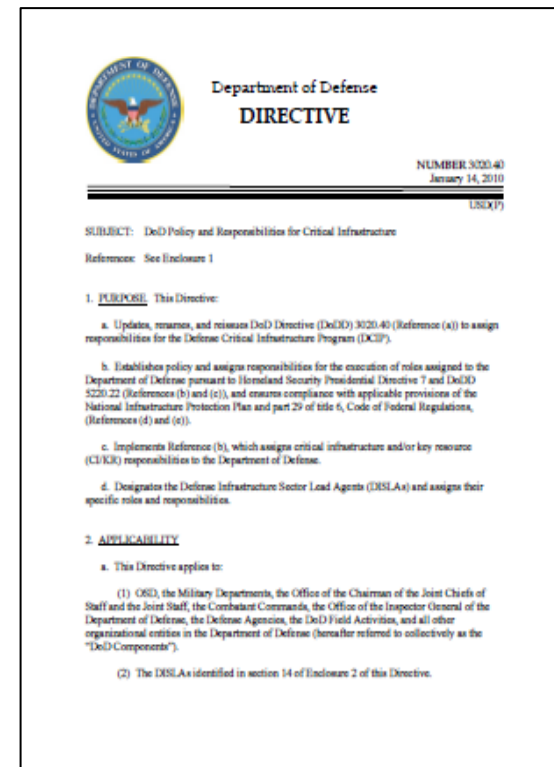 DEPARTMENT OF DEFENSE
UNITED STATES OF AMERICA
Department of Defense
DIRECTIVE
NUMBER 3020.40
January 14, 2010
USD(P)
SUBJECT: DoD Policy and Responsibilities for Critical Infrastructure
References: See Enclosure 1
1. PURPOSE. This Directive:
a. Updates, renames, and reissues DoD Directive (DoDD) 3020.40 (Reference (a)) to assign
responsibilities for the Defense Critical Infrastructure Program (DCIP).
b. Establishes policy and assigns responsibilities for the execution of roles assigned to the
Department of Defense pursuant to Homeland Security Presidential Directive 7 and DoDD
5220.22 (References (b) and (c)), and ensures compliance with applicable provisions of the
National Infrastructure Protection Plan and part 29 of title 6, Code of Federal Regulations,
(References (d) and (e)).
c. Implements Reference (b), which assigns critical infrastructure and/or key resource
(CI/KR) responsibilities to the Department of Defense.
d. Designates the Defense Infrastructure Sector Lead Agents (DISLAs) and assigns their
specific roles and responsibilities.
2. APPLICABILITY
a. This Directive applies to:
(1) OSD, the Military Departments, the Office of the Chairman of the Joint Chiefs of
Staff and the Joint Staff, the Combatant Commands, the Office of the Inspector General of the
Department of Defense, the Defense Agencies, the DoD Field Activities, and all other
organizational entities in the Department of Defense (hereafter referred to collectively as the
"DoD Components").
(2) The DISLAs identified in section 14 of Enclosure 2 of this Directive.